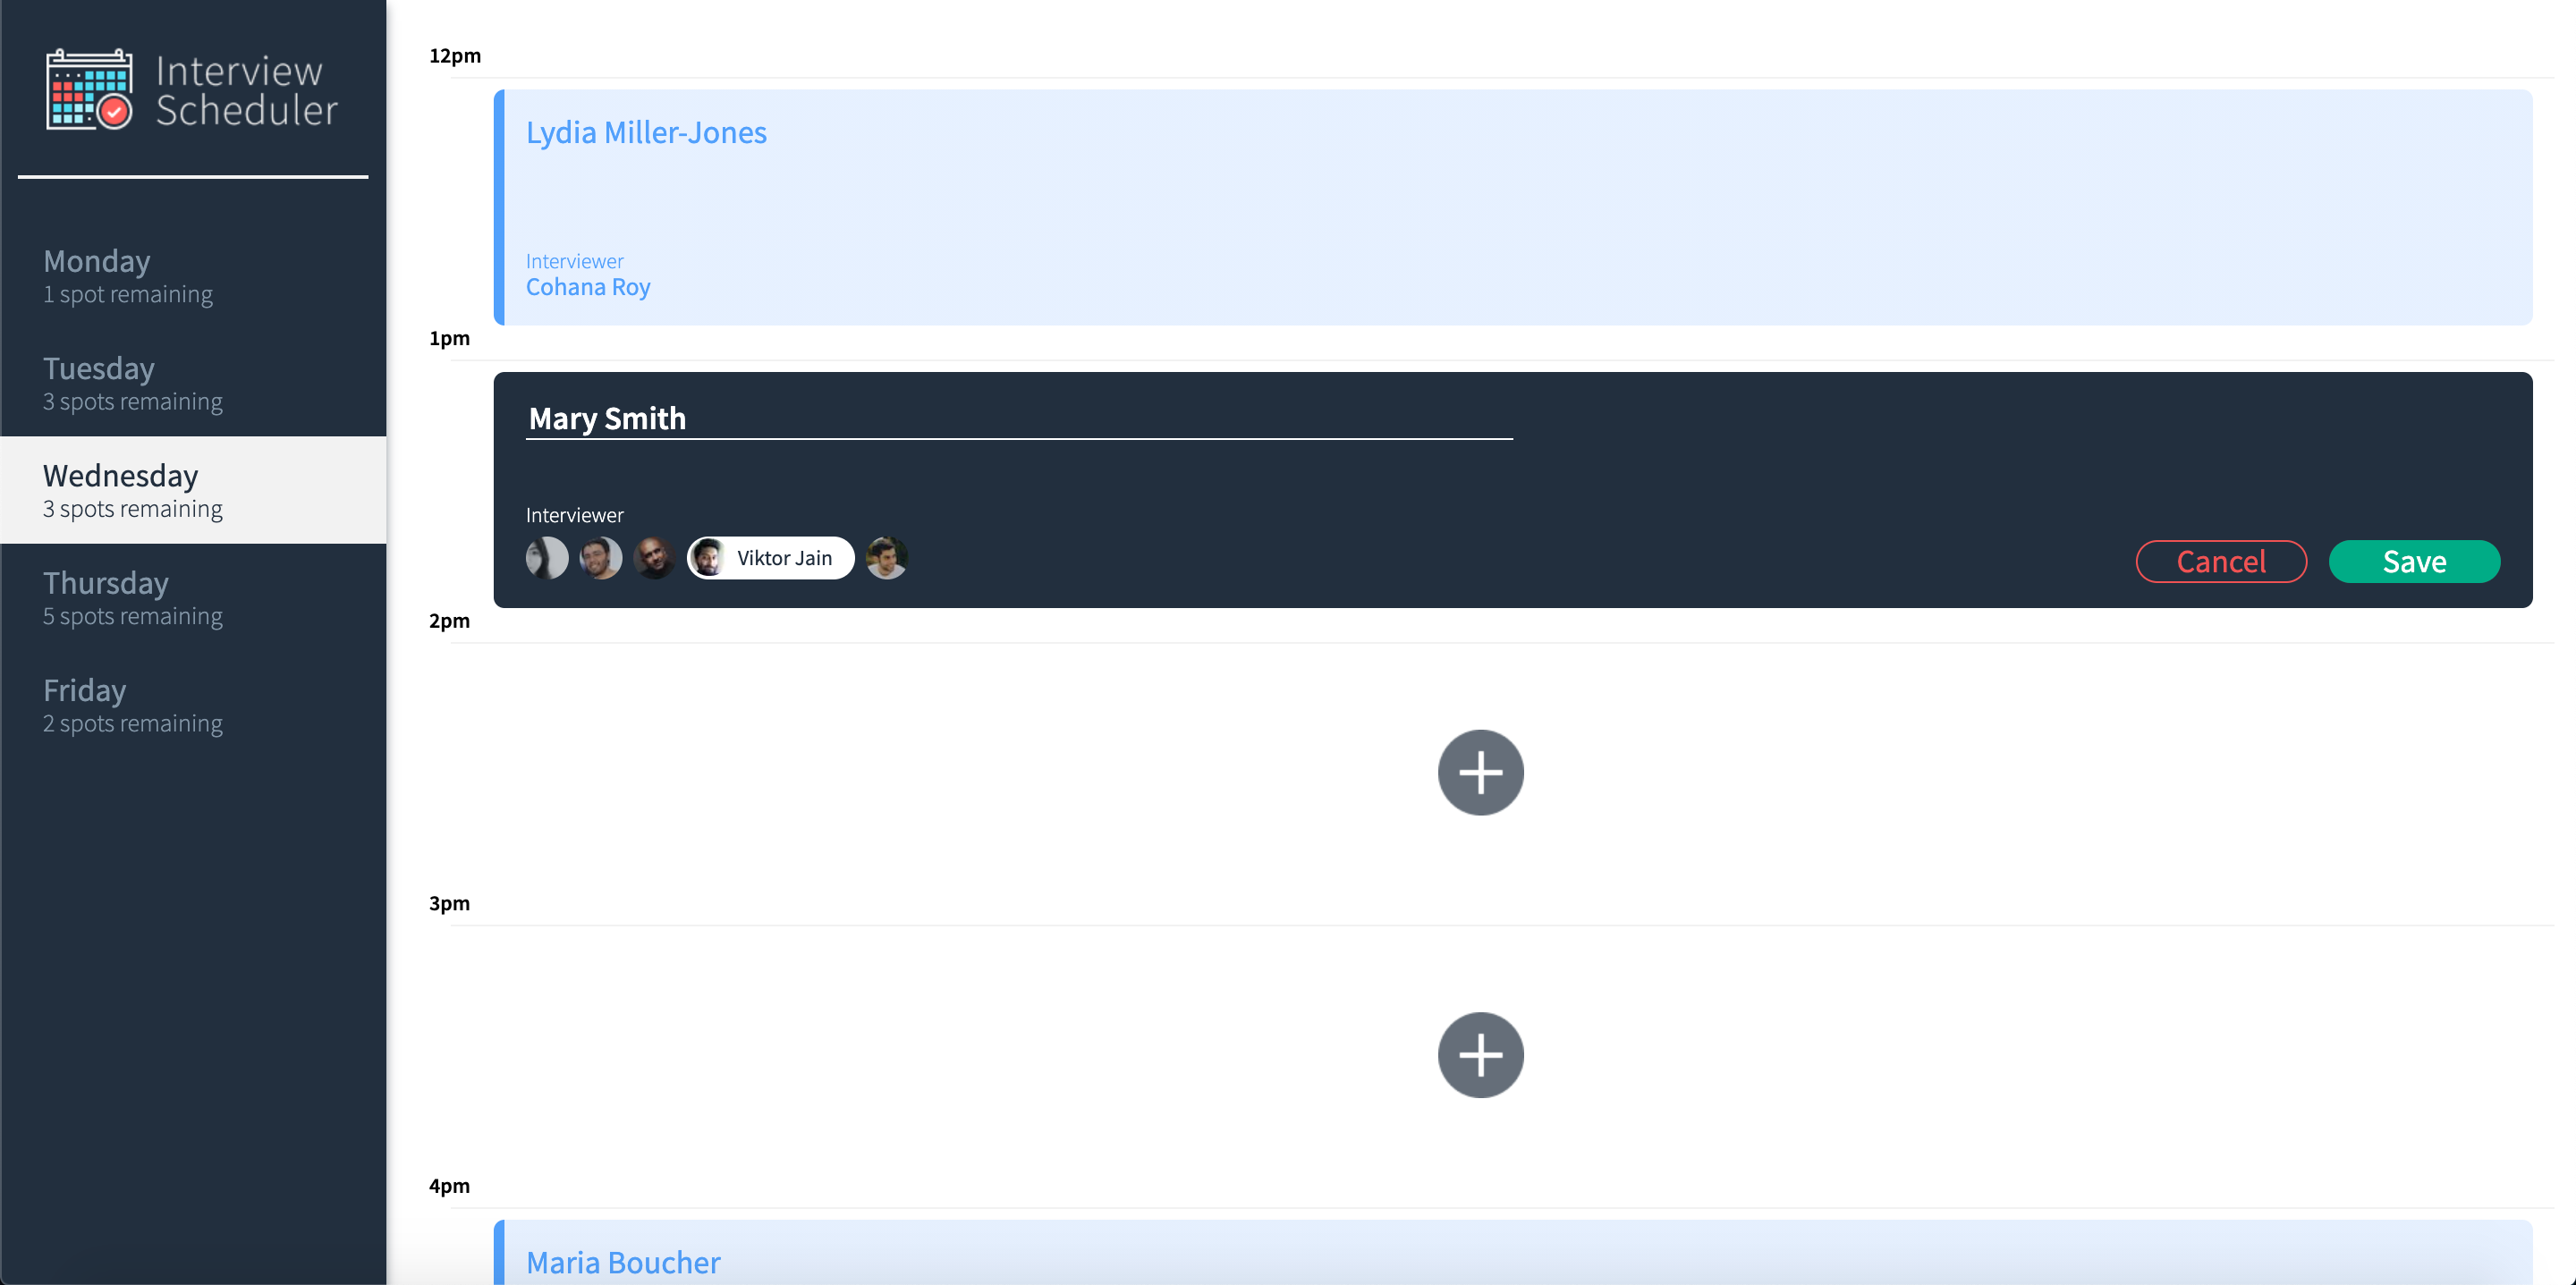 Interview
Scheduler
Monday
1 spot remaining
Tuesday
3 spots remaining
Wednesday
3 spots remaining
Thursday
5 spots remaining
Friday
2 spots remaining
12pm
Lydia Miller-Jones
Interviewer
Cohana Roy
1pm
Mary Smith
Interviewer
Viktor Jain
Cancel
Save
2pm
3pm
4pm
Maria Boucher